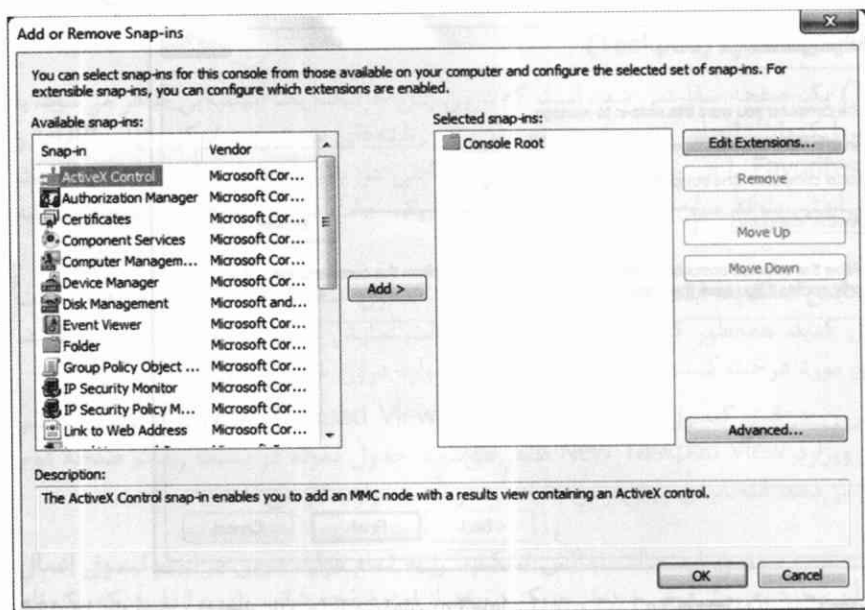 Add or Remove Snap-ins
You can select snap-ins for this console from those available on your computer and configure the selected set of snap-ins. For
extensible snap-ins, you can configure which extensions are enabled.
Available snap-ins:
Snap-in Vendor
ActiveX Control Microsoft Cor...
Authorization Manager Microsoft Cor...
Certificates Microsoft Cor...
Component Services Microsoft Cor...
Computer Managem... Microsoft Cor...
Device Manager Microsoft Cor...
Disk Management Microsoft and...
Event Viewer Microsoft Cor...
Folder Microsoft Cor...
Group Policy Object ... Microsoft Cor...
IP Security Monitor Microsoft Cor...
IP Security Policy M... Microsoft Cor...
Link to Web Address Microsoft Cor...
Add >
Selected snap-ins:
Console Root
Edit Extensions...
Remove
Move Up
Move Down
Advanced...
Description:
The ActiveX Control snap-in enables you to add an MMC node with a results view containing an ActiveX control.
OK
Cancel